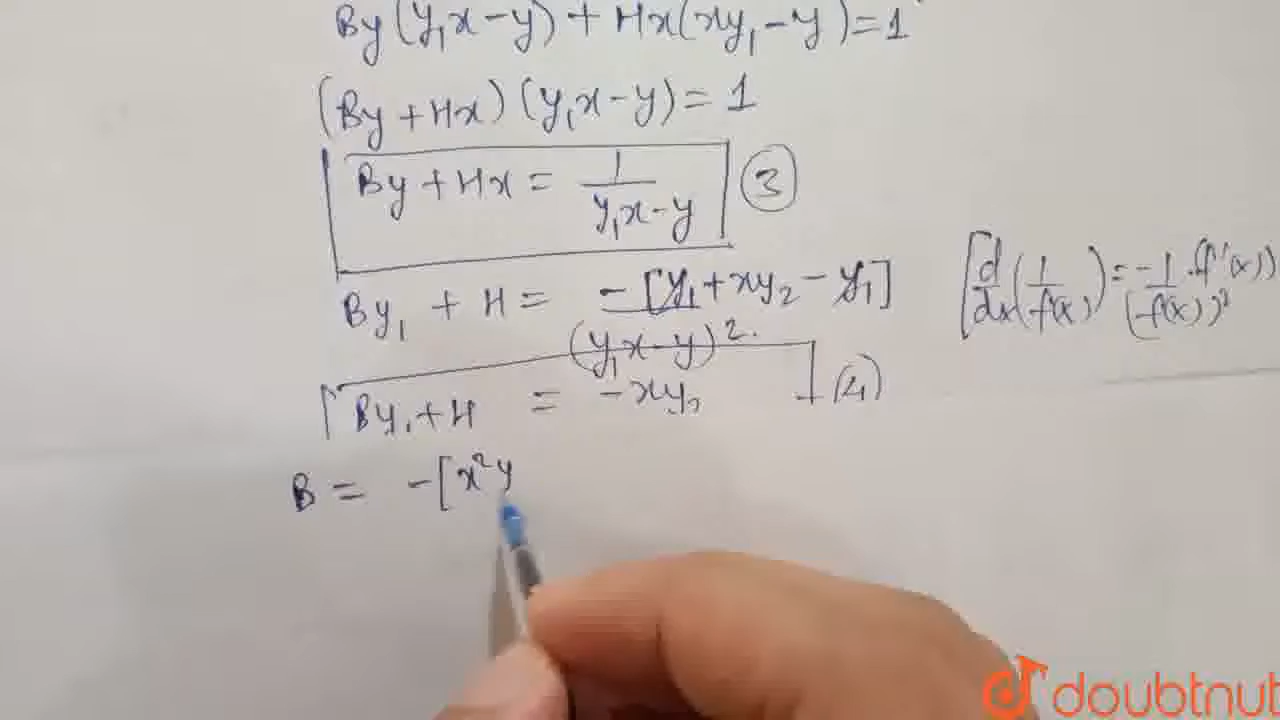 By(y₁x-y) + Hx(xy₁-y) = 1
(By + Hx) (y₁x - y) = 1
By + Hx = 1/(y₁x - y) ③
By₁ + H = -[y₁ + xy₂ - y₁]/(y₁x - y)².
[d/dx (1/f(x)) = -1/(f(x))² . f'(x))
By₁ + H = -xy₂ (4)
B = -[x²y
doubtnut